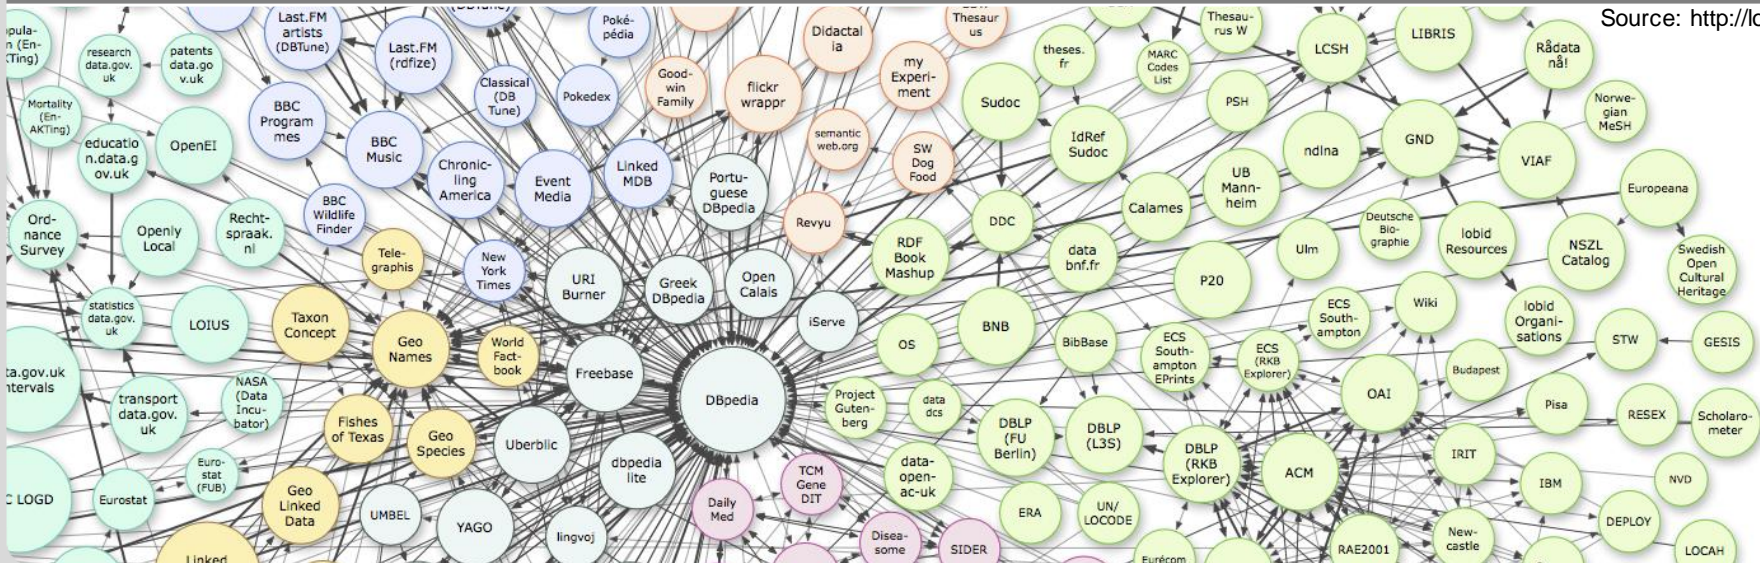 Source: http://lo
Last.FM
artists
(DBTune)
Poké-
pédia
Didactal
ia
Thesaur
us
Thesau-
rus W
LCSH
LIBRIS
Rådata
nå!
research
data.gov.
uk
patents
data.go
v.uk
Last.FM
(rdfize)
theses.
fr
MARC
Codes
List
Mortality
(En-
AKTing)
BBC
Program
mes
Classical
(DB
Tune)
Pokedex
Good-
win
Family
flickr
wrappr
my
Experi-
ment
Sudoc
PSH
Norwe-
gian
MeSH
educatio
n.data.g
ov.uk
OpenEI
BBC
Music
semantic
web.org
SW
Dog
Food
IdRef
Sudoc
ndlna
GND
VIAF
Chronic-
ling
America
Event
Media
Linked
MDB
Portu-
guese
DBpedia
UB
Mann-
heim
Europeana
Ord-
nance
Survey
Openly
Local
Recht-
spraak.
nl
BBC
Wildlife
Finder
Revyu
DDC
Calames
Deutsche
Bio-
graphie
lobid
Resources
NSZL
Catalog
Swedish
Open
Cultural
Heritage
Tele-
graphis
New
York
Times
URI
Burner
Greek
DBpedia
Open
Calais
RDF
Book
Mashup
data
bnf.fr
P20
Ulm
statistics
data.gov.
uk
LOIUS
Taxon
Concept
Geo
Names
World
Fact-
book
iServe
BNB
ECS
South-
ampton
Wiki
lobid
Organi-
sations
STW
GESIS
ta.gov.uk
ntervals
Freebase
DBpedia
OS
BibBase
ECS
South-
ampton
EPrints
ECS
(RKB
Explorer)
Budapest
transport
data.gov.
uk
NASA
(Data
Incu-
bator)
Project
Guten-
berg
data
dcs
OAI
Pisa
RESEX
Scholaro-
meter
Fishes
of Texas
Geo
Species
Uberblic
dbpedia
lite
DBLP
(FU
Berlin)
DBLP
(L3S)
DBLP
(RKB
Explorer)
ACM
IRIT
IBM
NVD
C LOGD
Eurostat
Euro-
stat
(FUB)
Geo
Linked
Data
UMBEL
YAGO
lingvoj
Daily
Med
TCM
Gene
DIT
data-
open-
ac-uk
ERA
UN/
LOCODE
DEPLOY
Linked
Disea-
some
SIDER
Eurécom
RAE2001
New-
castle
LOCAH